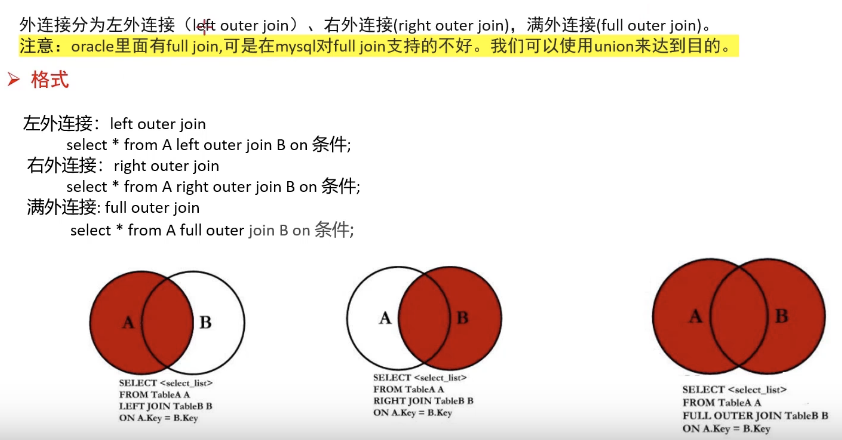 外连接分为左外连接（left outer join）、右外连接(right outer join)，满外连接(full outer join)。
注意：oracle里面有full join,可是在mysql对full join支持的不好。我们可以使用union来达到目的。
➢ 格式
左外连接：left outer join
select * from A left outer join B on 条件;
右外连接：right outer join
select * from A right outer join B on 条件;
满外连接: full outer join
select * from A full outer join B on 条件;
A B
SELECT <select_list>
FROM TableA A
LEFT JOIN TableB B
ON A.Key = B.Key
A B
SELECT <select_list>
FROM TableA A
RIGHT JOIN TableB B
ON A.Key = B.Key
A B
SELECT <select_list>
FROM TableA A
FULL OUTER JOIN TableB B
ON A.Key = B.Key